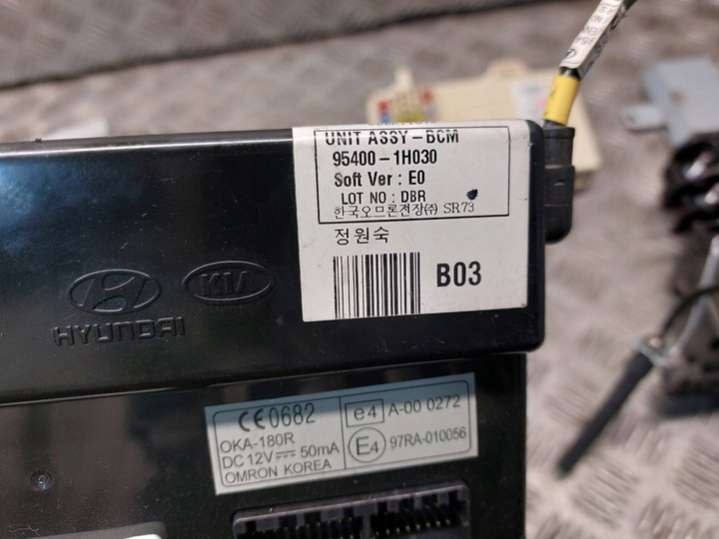 UNIT ASSY-BCM
95400-1H030
Soft Ver : E0
LOT NO : DBR
한국오므론전장(주) SR73
정원숙
B03
HYUNDAI
KIA
CE0682
OKA-180R
DC 12V 50mA
OMRON KOREA
e4 A-00 0272
E4 97RA-010056